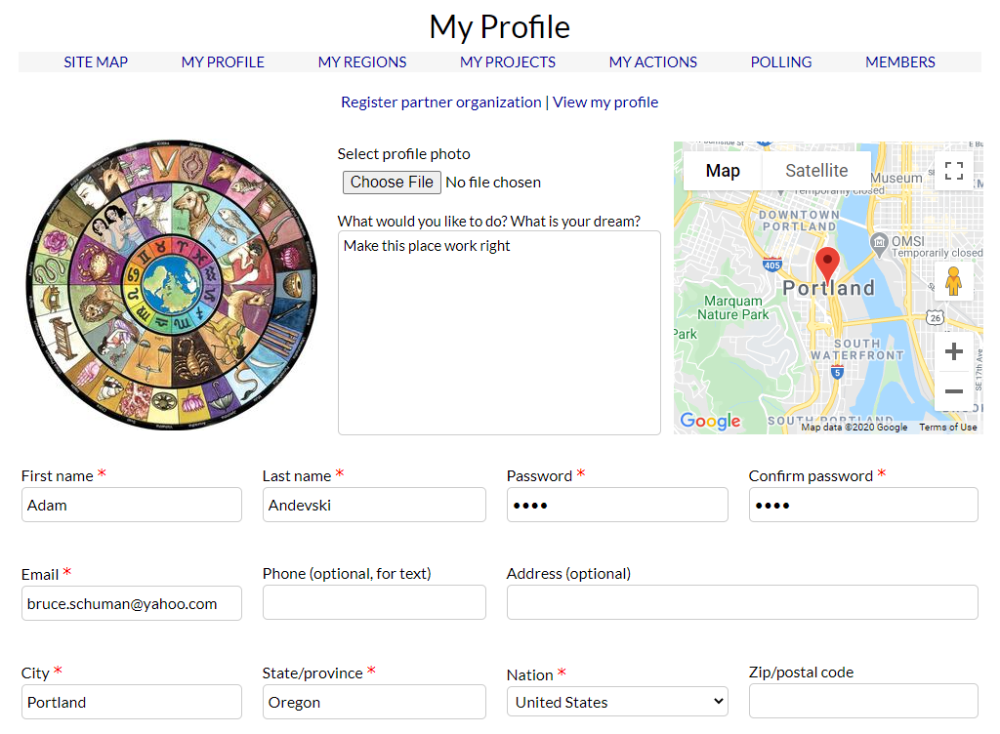 My Profile
SITE MAP MY PROFILE MY REGIONS MY PROJECTS MY ACTIONS POLLING MEMBERS
Register partner organization | View my profile
Select profile photo
Choose File No file chosen
What would you like to do? What is your dream?
Make this place work right
Map Satellite
Museum
Temporarily closed
DOWNTOWN
PORTLAND
OMSI
Temporarily closed
405
Portland
Marquam
Nature Park
26
Park
SOUTH
WATERFRONT
5
SE 17th Ave
SOUTH PORTLAND
Google
Map data ©2020 Google Terms of Use
First name * Last name * Password * Confirm password *
Adam Andevski •••• ••••
Email * Phone (optional, for text) Address (optional)
bruce.schuman@yahoo.com
City * State/province * Nation * Zip/postal code
Portland Oregon United States